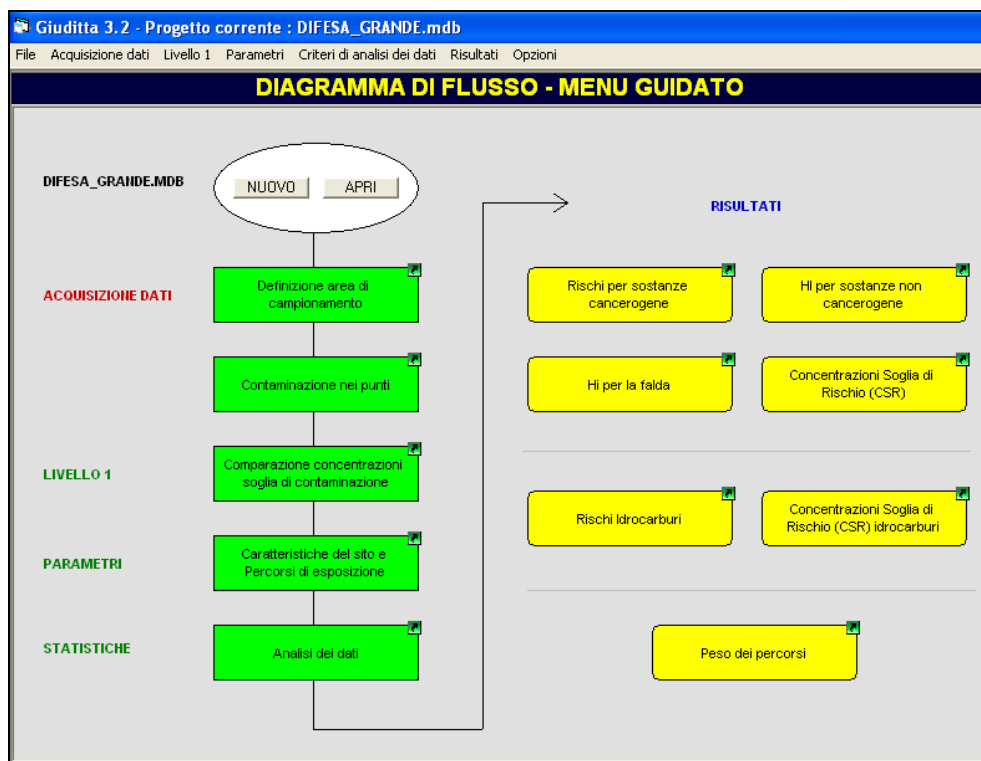 Giuditta 3.2 - Progetto corrente : DIFESA_GRANDE.mdb
File Acquisizione dati Livello 1 Parametri Criteri di analisi dei dati Risultati Opzioni
DIAGRAMMA DI FLUSSO - MENU GUIDATO
DIFESA_GRANDE.MDB
NUOVO
APRI
ACQUISIZIONE DATI
Definizione area di
campionamento
Contaminazione nei punti
LIVELLO 1
Comparazione concentrazioni
soglia di contaminazione
PARAMETRI
Caratteristiche del sito e
Percorsi di esposizione
STATISTICHE
Analisi dei dati
RISULTATI
Rischi per sostanze
cancerogene
HI per sostanze non
cancerogene
Hi per la falda
Concentrazioni Soglia di
Rischio (CSR)
Rischi Idrocarburi
Concentrazioni Soglia di
Rischio (CSR) idrocarburi
Peso dei percorsi